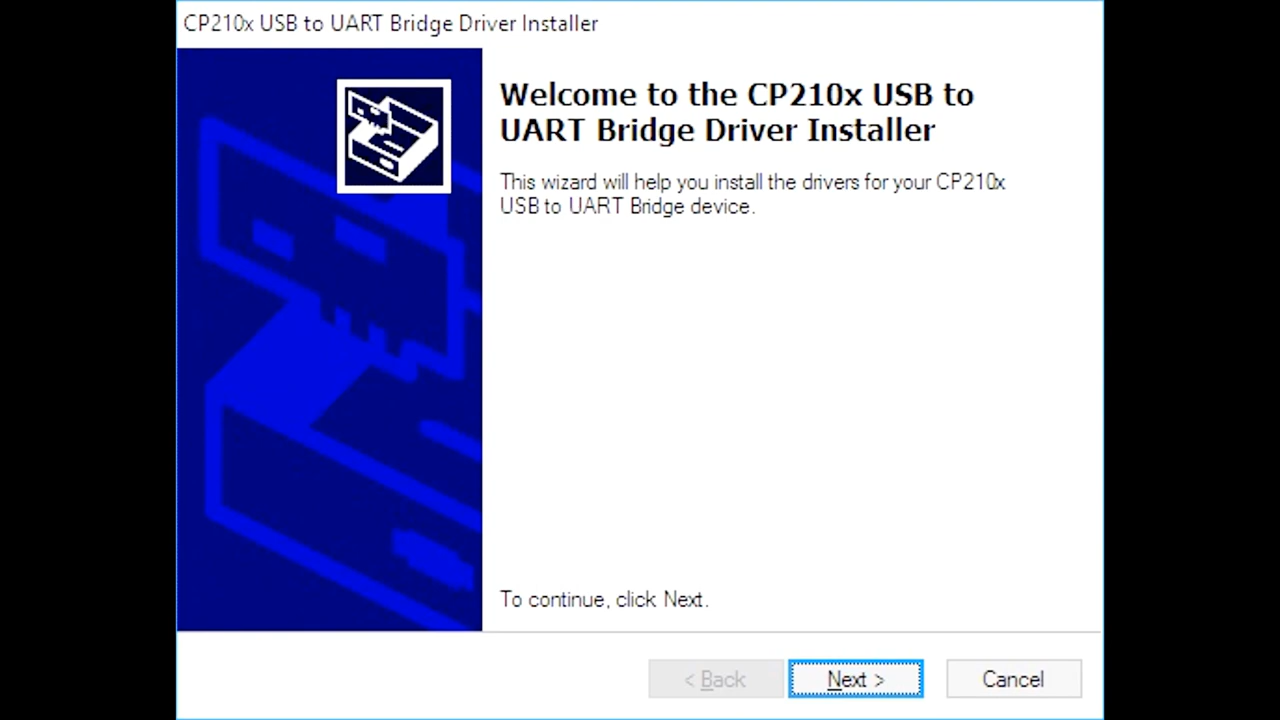 CP210x USB to UART Bridge Driver Installer
Welcome to the CP210x USB to
UART Bridge Driver Installer
This wizard will help you install the drivers for your CP210x
USB to UART Bridge device.
To continue, click Next.
< Back
Next >
Cancel